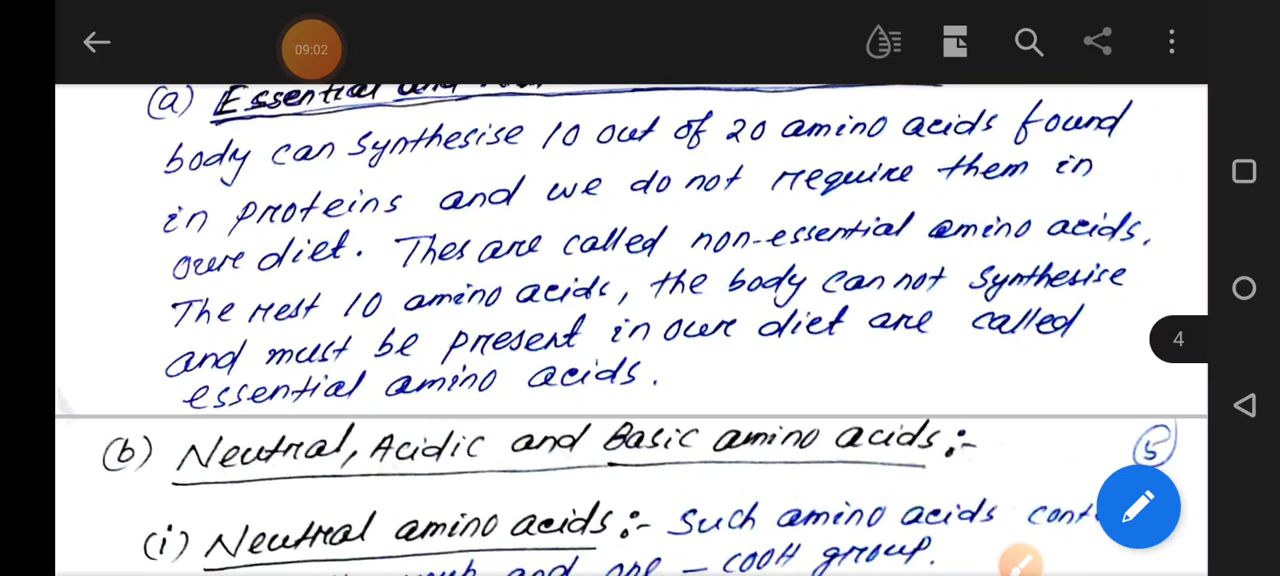 09:02
(a) Essential and
body can synthesise 10 out of 20 amino acids found
in proteins and we do not require them in
our diet. Thes are called non-essential amino acids.
The rest 10 amino acids, the body can not synthesise
and must be present in our diet are called
essential amino acids.
4
(b) Neutral, Acidic and Basic amino acids:-
5
(i) Neutral amino acids:- Such amino acids
and one - COOH group.